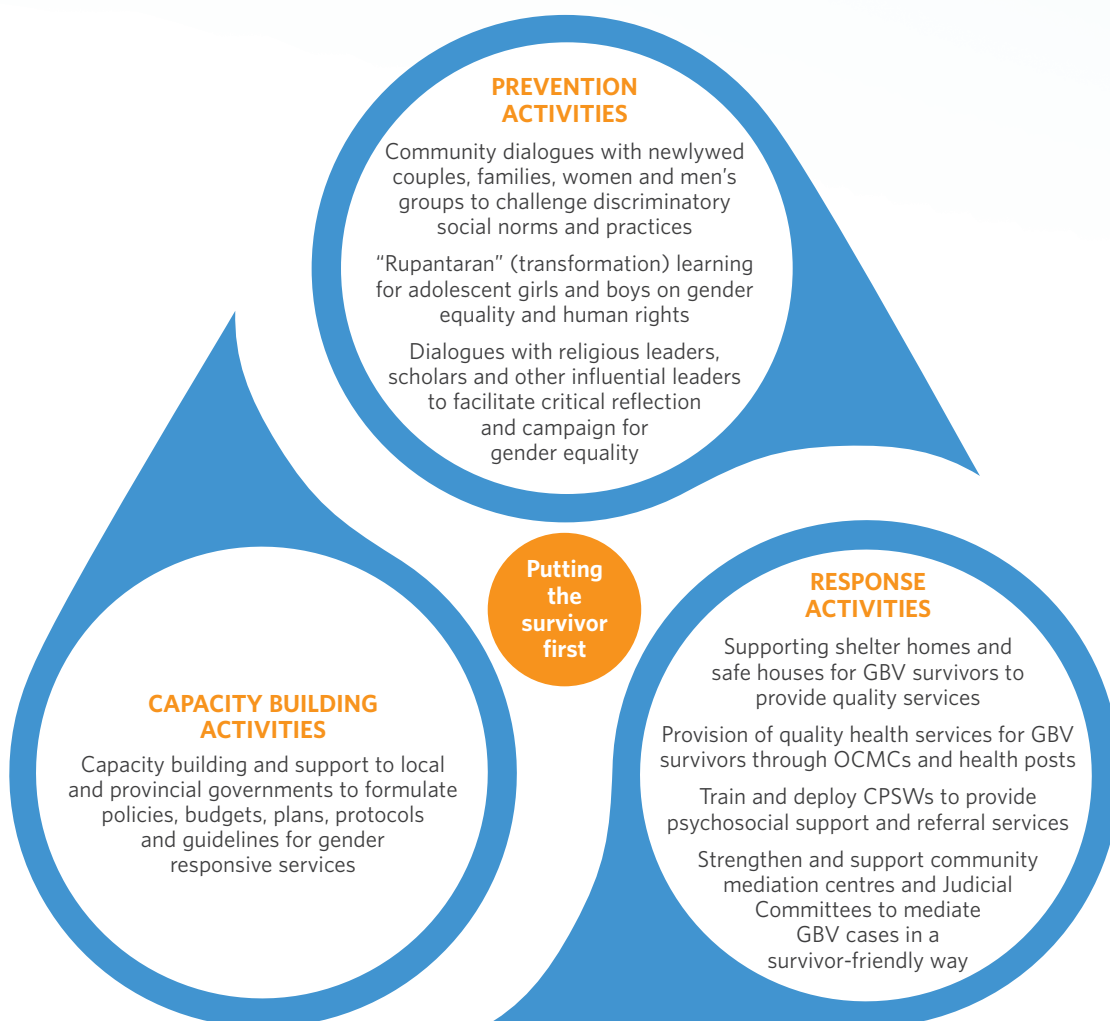 PREVENTION
ACTIVITIES
Community dialogues with newlywed
couples, families, women and men’s
groups to challenge discriminatory
social norms and practices
“Rupantaran” (transformation) learning
for adolescent girls and boys on gender
equality and human rights
Dialogues with religious leaders,
scholars and other influential leaders
to facilitate critical reflection
and campaign for
gender equality
Putting
the
survivor
first
CAPACITY BUILDING
ACTIVITIES
Capacity building and support to local
and provincial governments to formulate
policies, budgets, plans, protocols
and guidelines for gender
responsive services
RESPONSE
ACTIVITIES
Supporting shelter homes and
safe houses for GBV survivors to
provide quality services
Provision of quality health services for GBV
survivors through OCMCs and health posts
Train and deploy CPSWs to provide
psychosocial support and referral services
Strengthen and support community
mediation centres and Judicial
Committees to mediate
GBV cases in a
survivor-friendly way